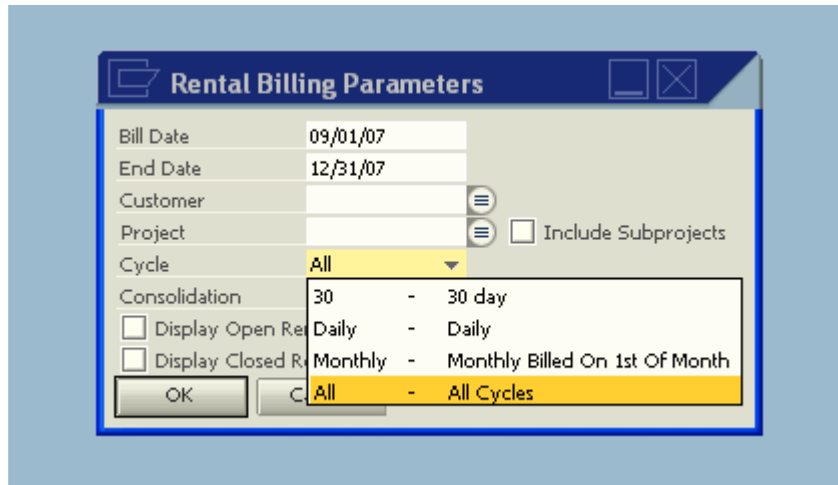 Rental Billing Parameters
Bill Date 09/01/07
End Date 12/31/07
Customer
Project Include Subprojects
Cycle All
Consolidation 30 - 30 day
Display Open Daily - Daily
Display Closed Monthly - Monthly Billed On 1st Of Month
OK All - All Cycles